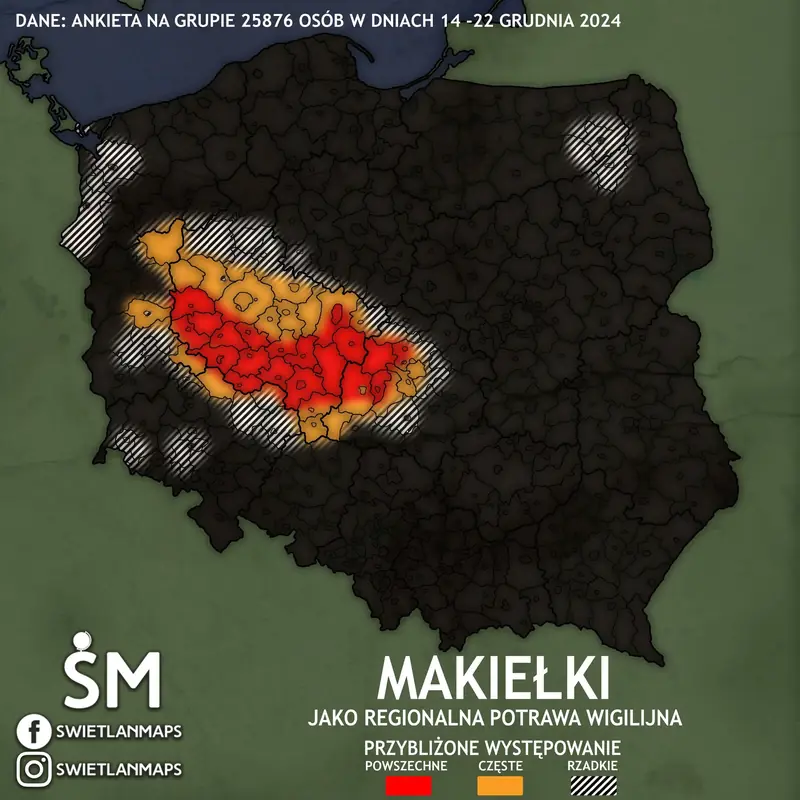 DANE: ANKIETA NA GRUPIE 25876 OSÓB W DNIACH 14 -22 GRUDNIA 2024
ŚM
SWIETLANMAPS
SWIETLANMAPS
MAKIEŁKI
JAKO REGIONALNA POTRAWA WIGILIJNA
PRZYBLIŻONE WYSTĘPOWANIE
POWSZECHNE CZĘSTE RZADKIE